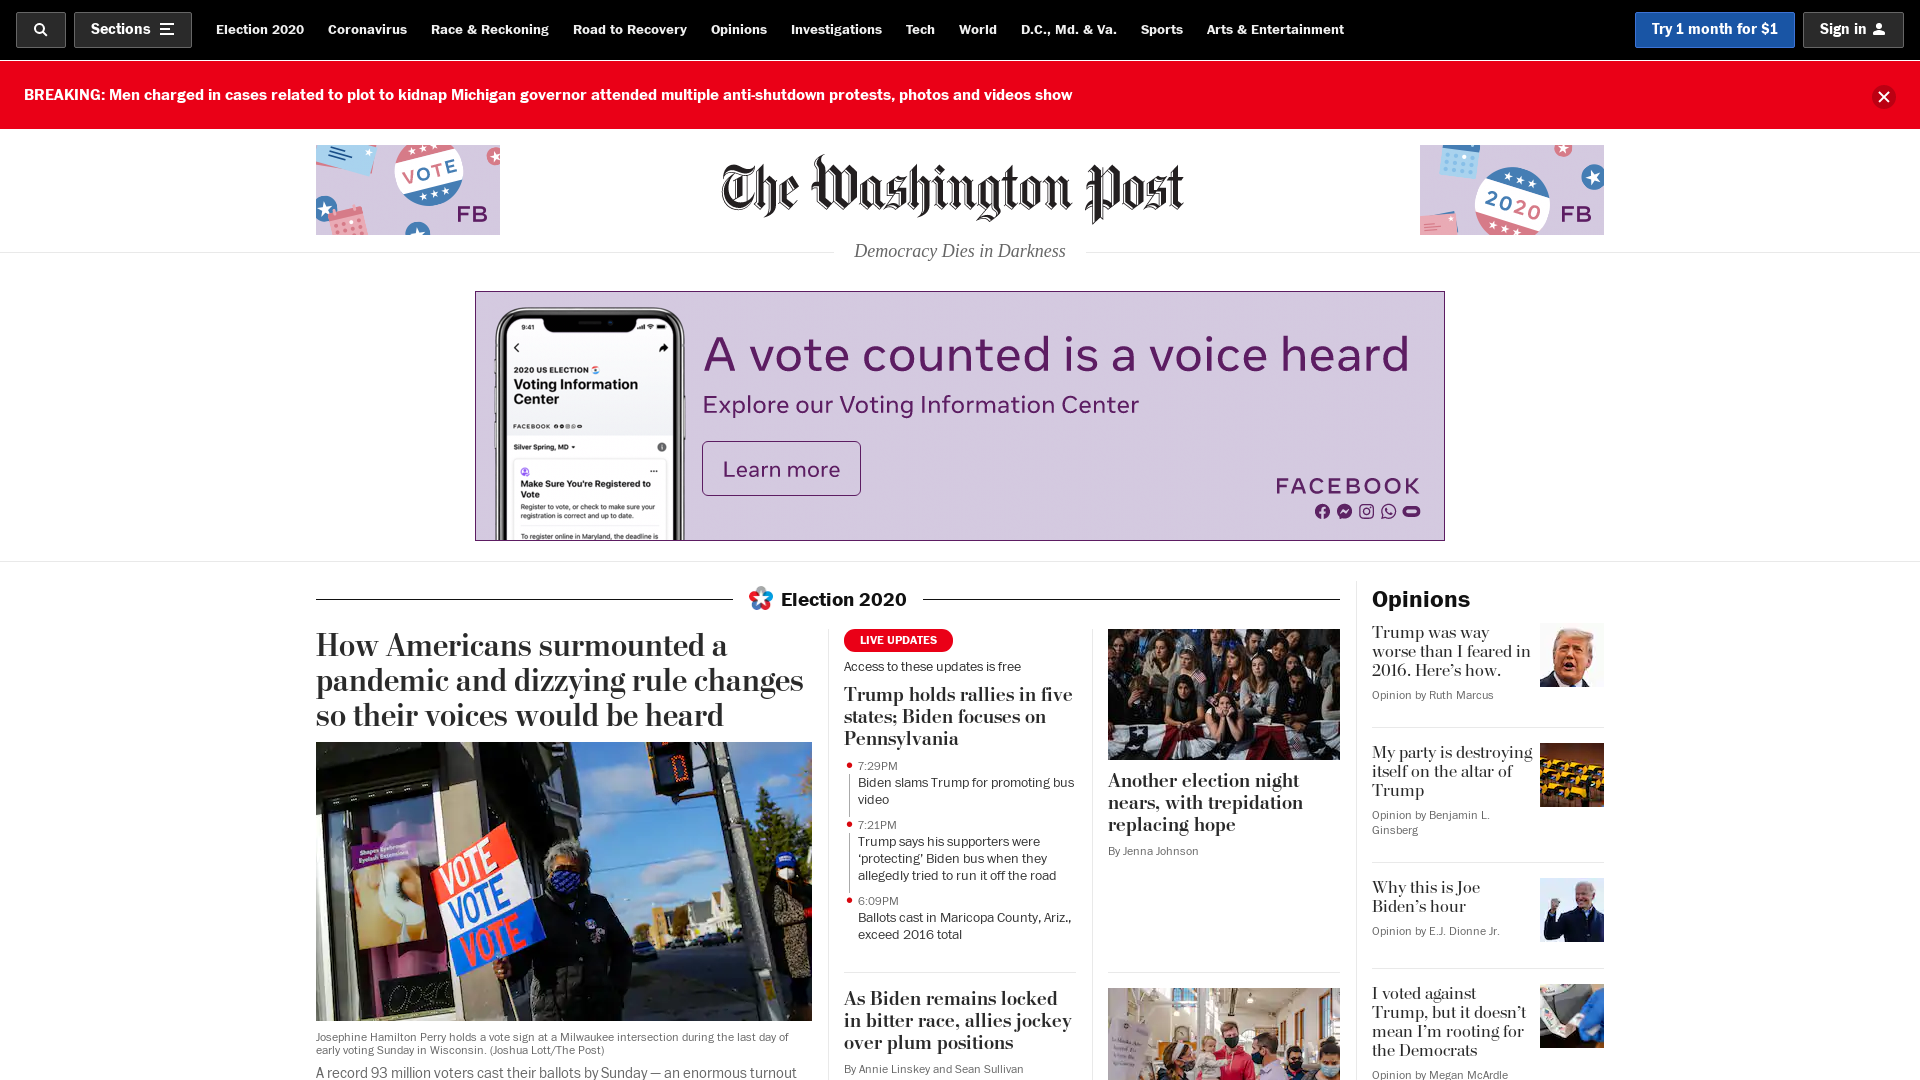 Sections
Election 2020
Coronavirus
Race & Reckoning
Road to Recovery
Opinions
Investigations
Tech
World
D.C., Md. & Va.
Sports
Arts & Entertainment
Try 1 month for $1
Sign in
BREAKING: Men charged in cases related to plot to kidnap Michigan governor attended multiple anti-shutdown protests, photos and videos show
VOTE
FB
The Washington Post
2020
FB
Democracy Dies in Darkness
9:41
2020 US ELECTION
Voting Information
Center
FACEBOOK
Silver Spring, MD
Make Sure You're Registered to
Vote
Register to vote, or check to make sure your
registration is correct and up to date.
To register online in Maryland, the deadline is
A vote counted is a voice heard
Explore our Voting Information Center
Learn more
FACEBOOK
Election 2020
How Americans surmounted a
pandemic and dizzying rule changes
so their voices would be heard
Shapes Eyebrow
Eyelash Extensions
VOTE
VOTE
VOTE
Open
Josephine Hamilton Perry holds a vote sign at a Milwaukee intersection during the last day of
early voting Sunday in Wisconsin. (Joshua Lott/The Post)
A record 93 million voters cast their ballots by Sunday — an enormous turnout
LIVE UPDATES
Access to these updates is free
Trump holds rallies in five
states; Biden focuses on
Pennsylvania
7:29PM
Biden slams Trump for promoting bus
video
7:21PM
Trump says his supporters were
‘protecting’ Biden bus when they
allegedly tried to run it off the road
6:09PM
Ballots cast in Maricopa County, Ariz.,
exceed 2016 total
As Biden remains locked
in bitter race, allies jockey
over plum positions
By Annie Linskey and Sean Sullivan
Another election night
nears, with trepidation
replacing hope
By Jenna Johnson
Opinions
Trump was way
worse than I feared in
2016. Here’s how.
Opinion by Ruth Marcus
My party is destroying
itself on the altar of
Trump
Opinion by Benjamin L.
Ginsberg
Why this is Joe
Biden’s hour
Opinion by E.J. Dionne Jr.
I voted against
Trump, but it doesn’t
mean I’m rooting for
the Democrats
Opinion by Megan McArdle